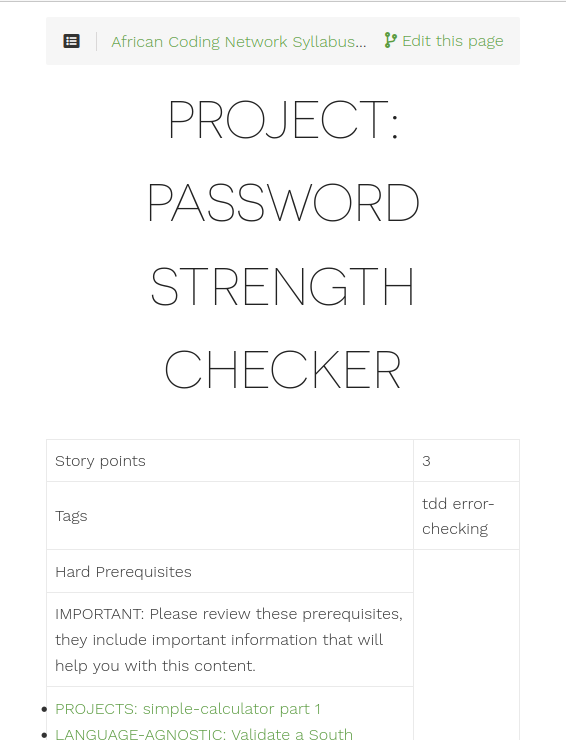 African Coding Network Syllabus... Edit this page
PROJECT:
PASSWORD
STRENGTH
CHECKER
Story points 3
Tags tdd error-
checking
Hard Prerequisites
IMPORTANT: Please review these prerequisites,
they include important information that will
help you with this content.
• PROJECTS: simple-calculator part 1
• LANGUAGE-AGNOSTIC: Validate a South